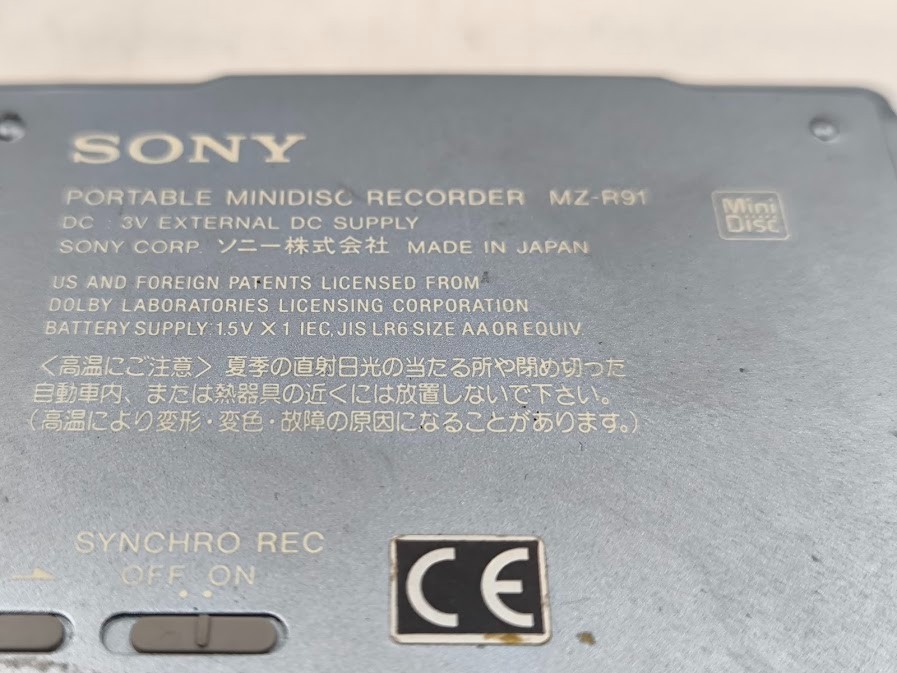 SONY
PORTABLE MINIDISC RECORDER MZ-R91
Mini
Disc
DC : 3V EXTERNAL DC SUPPLY
SONY CORP. ソニー株式会社 MADE IN JAPAN
US AND FOREIGN PATENTS LICENSED FROM
DOLBY LABORATORIES LICENSING CORPORATION
BATTERY SUPPLY:1.5V X 1 IEC,JIS LR6 SIZE AA OR EQUIV.
〈高温にご注意〉夏季の直射日光の当たる所や閉め切った
自動車内、または熱器具の近くには放置しないで下さい。
(高温により変形・変色・故障の原因になることがあります。)
SYNCHRO REC
OFF ON
CE